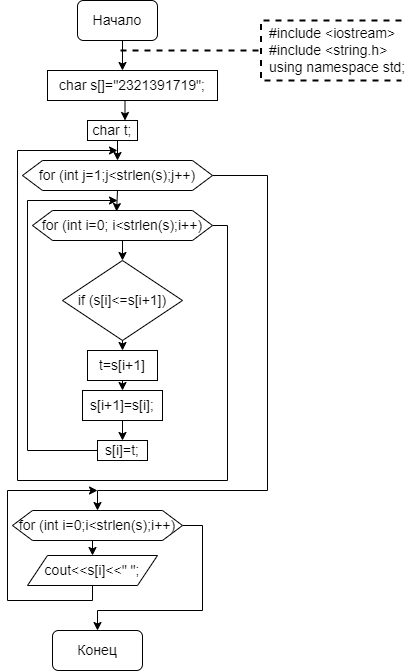 Начало
#include <iostream>
#include <string.h>
using namespace std;
char s[]="2321391719";
char t;
for (int j=1;j<strlen(s);j++)
for (int i=0; i<strlen(s);i++)
if (s[i]<=s[i+1])
t=s[i+1]
s[i+1]=s[i];
s[i]=t;
for (int i=0;i<strlen(s);i++)
cout<<s[i]<<" ";
Конец